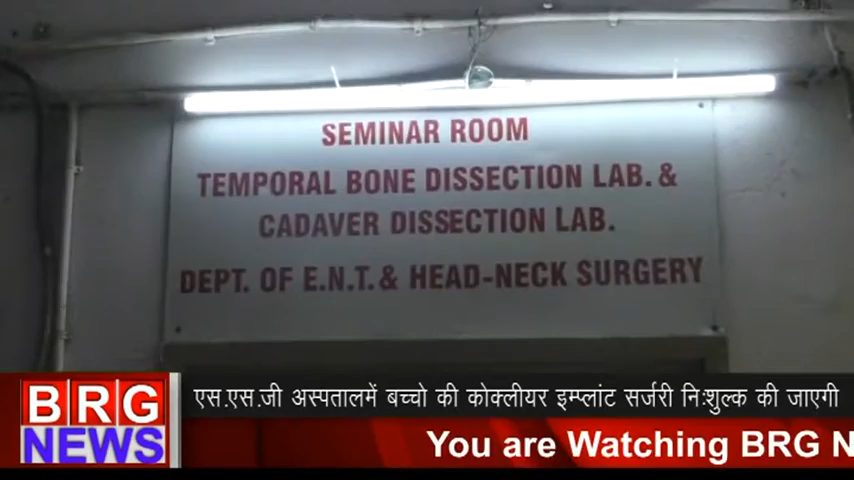 SEMINAR ROOM
TEMPORAL BONE DISSECTION LAB. &
CADAVER DISSECTION LAB.
DEPT. OF E.N.T. & HEAD-NECK SURGERY
एस.एस.जी अस्पतालमें बच्चो की कोक्लीयर इम्प्लांट सर्जरी नि:शुल्क की जाएगी
BRG
NEWS
You are Watching BRG N